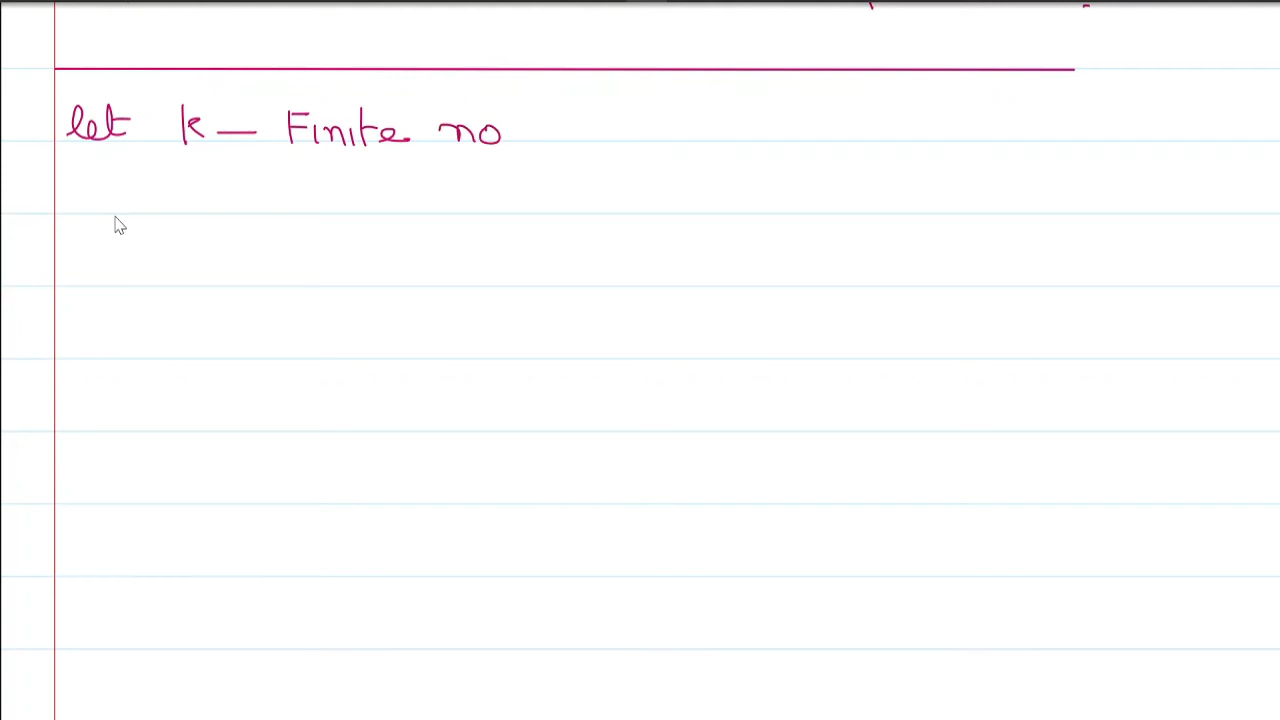 let k — Finite no